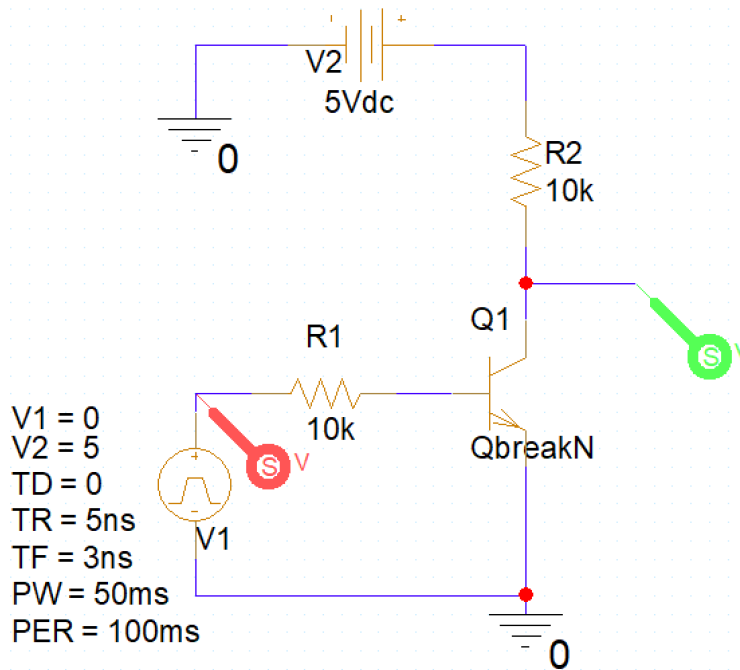 V2
5Vdc
0
R2
10k
Q1
R1
10k
QbreakN
S V
S V
V1 = 0
V2 = 5
TD = 0
TR = 5ns
TF = 3ns
PW = 50ms
PER = 100ms
V1
0